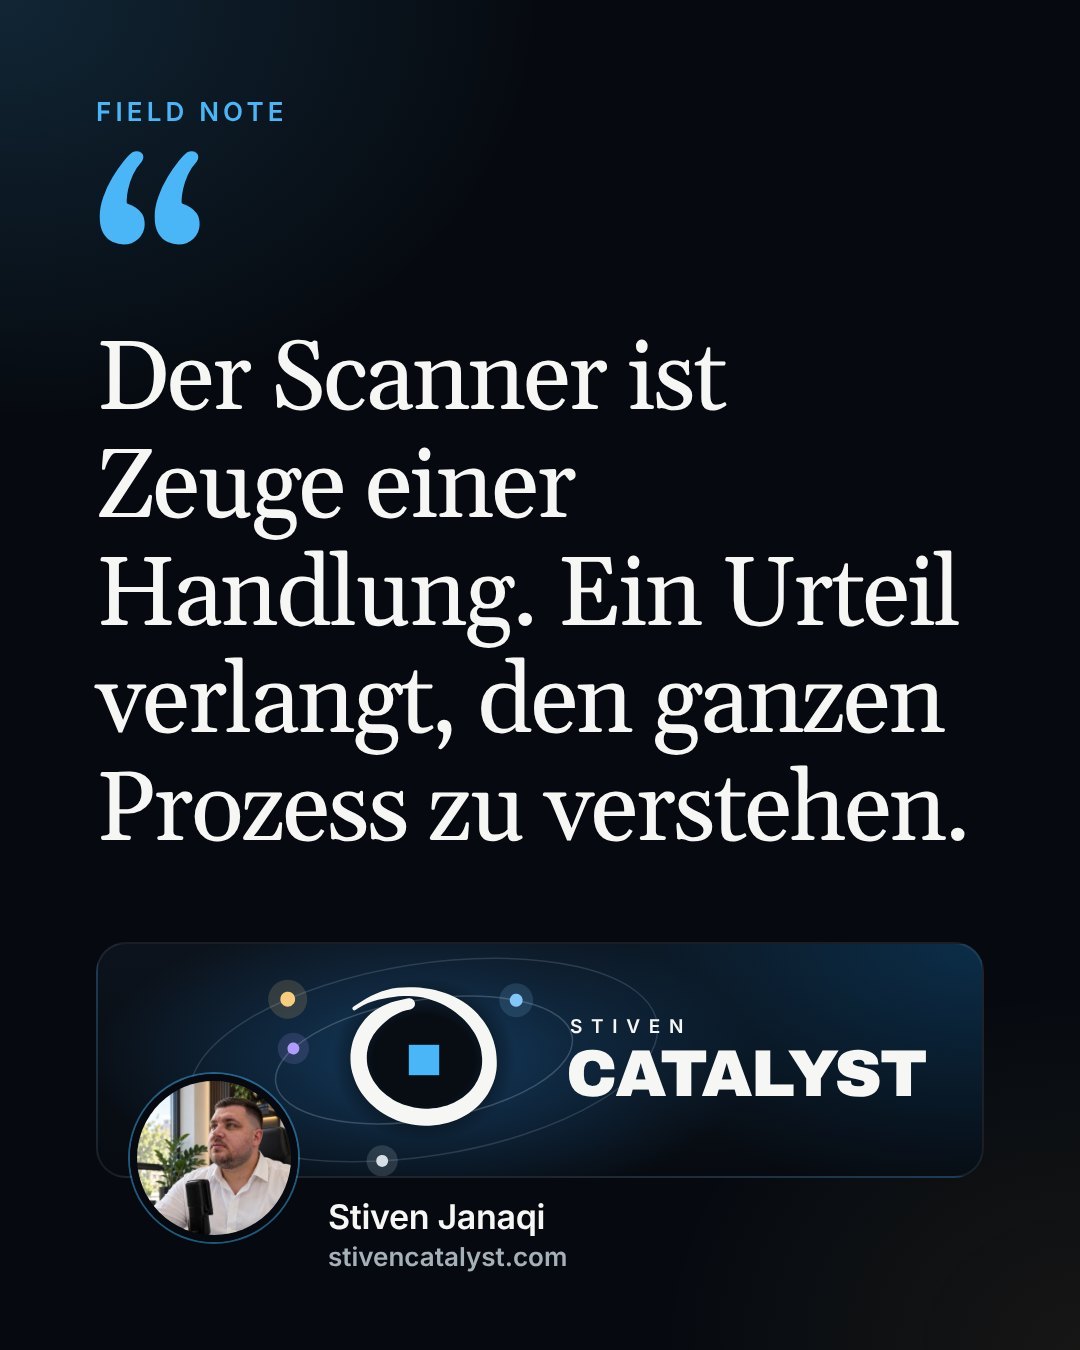 FIELD NOTE
“
Der Scanner ist
Zeuge einer
Handlung. Ein Urteil
verlangt, den ganzen
Prozess zu verstehen.
STIVEN
CATALYST
Stiven Janaqi
stivencatalyst.com